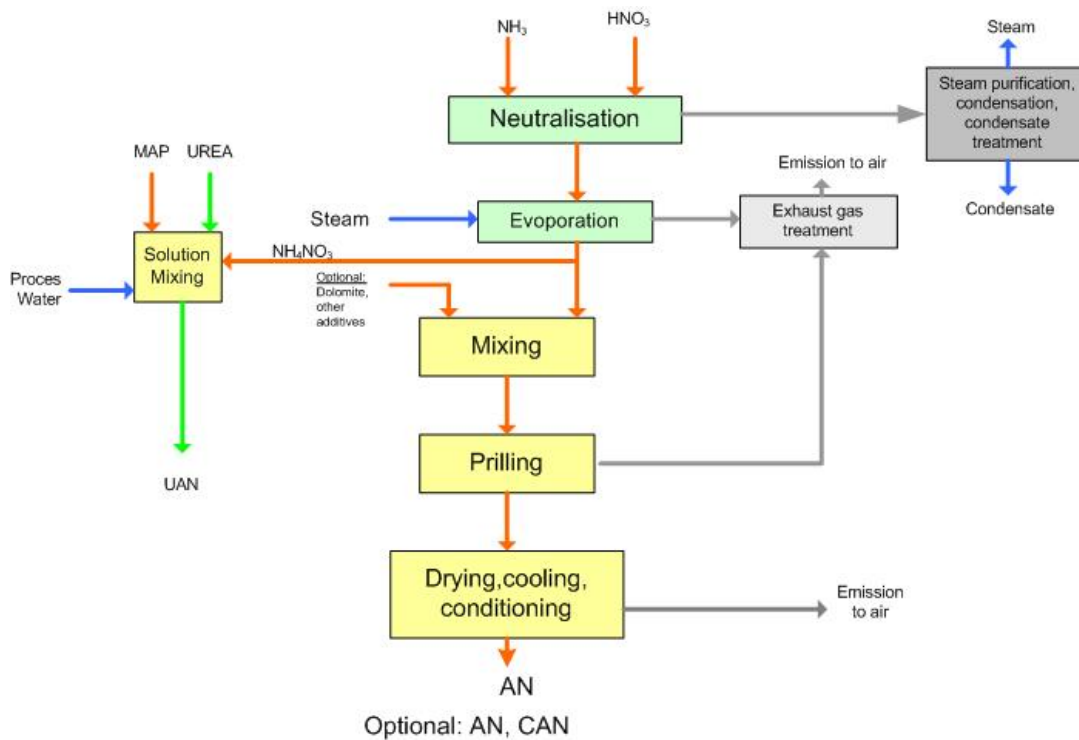 NH₃
HNO₃
Steam
Neutralisation
Steam purification,
condensation,
condensate
treatment
MAP
UREA
Emission to air
Condensate
Steam
Evoporation
Exhaust gas
treatment
Solution
Mixing
NH₄NO₃
Proces
Water
Optional:
Dolomite,
other
additives
Mixing
Prilling
UAN
Drying,cooling,
conditioning
Emission
to air
AN
Optional: AN, CAN